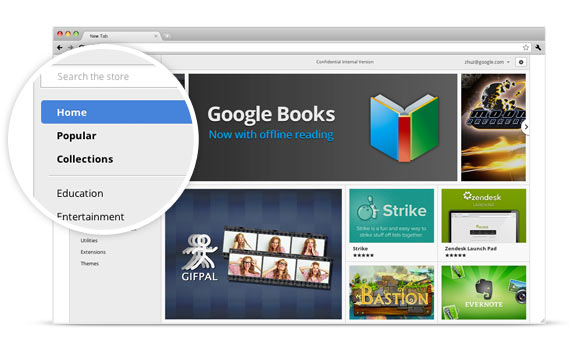 New Tab
Confidential Internal Version
zhuz@google.com
Search the store
Home
Popular
Collections
Education
Entertainment
Utilities
Extensions
Themes
Google Books
Now with offline reading
GIFPAL
Strike
Strike is a fun and easy way to
strike stuff off lists together.
Strike
zendesk
Zendesk Launch Pad
BASTION
EVERNOTE